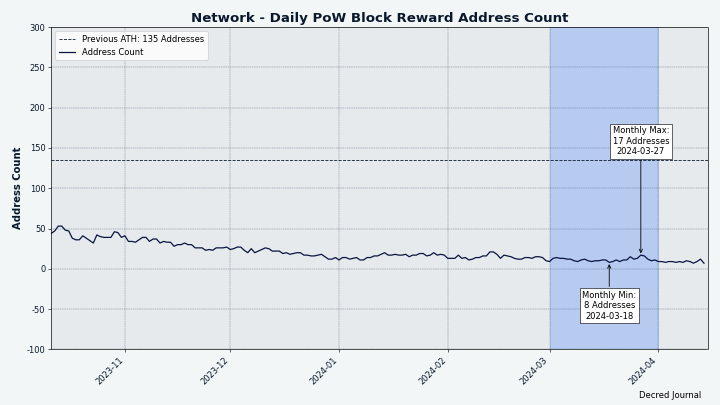 Network - Daily PoW Block Reward Address Count
Previous ATH: 135 Addresses
Address Count
Address Count
300
250
200
150
100
50
0
-50
-100
Monthly Max:
17 Addresses
2024-03-27
Monthly Min:
8 Addresses
2024-03-18
2023-11
2023-12
2024-01
2024-02
2024-03
2024-04
Decred Journal